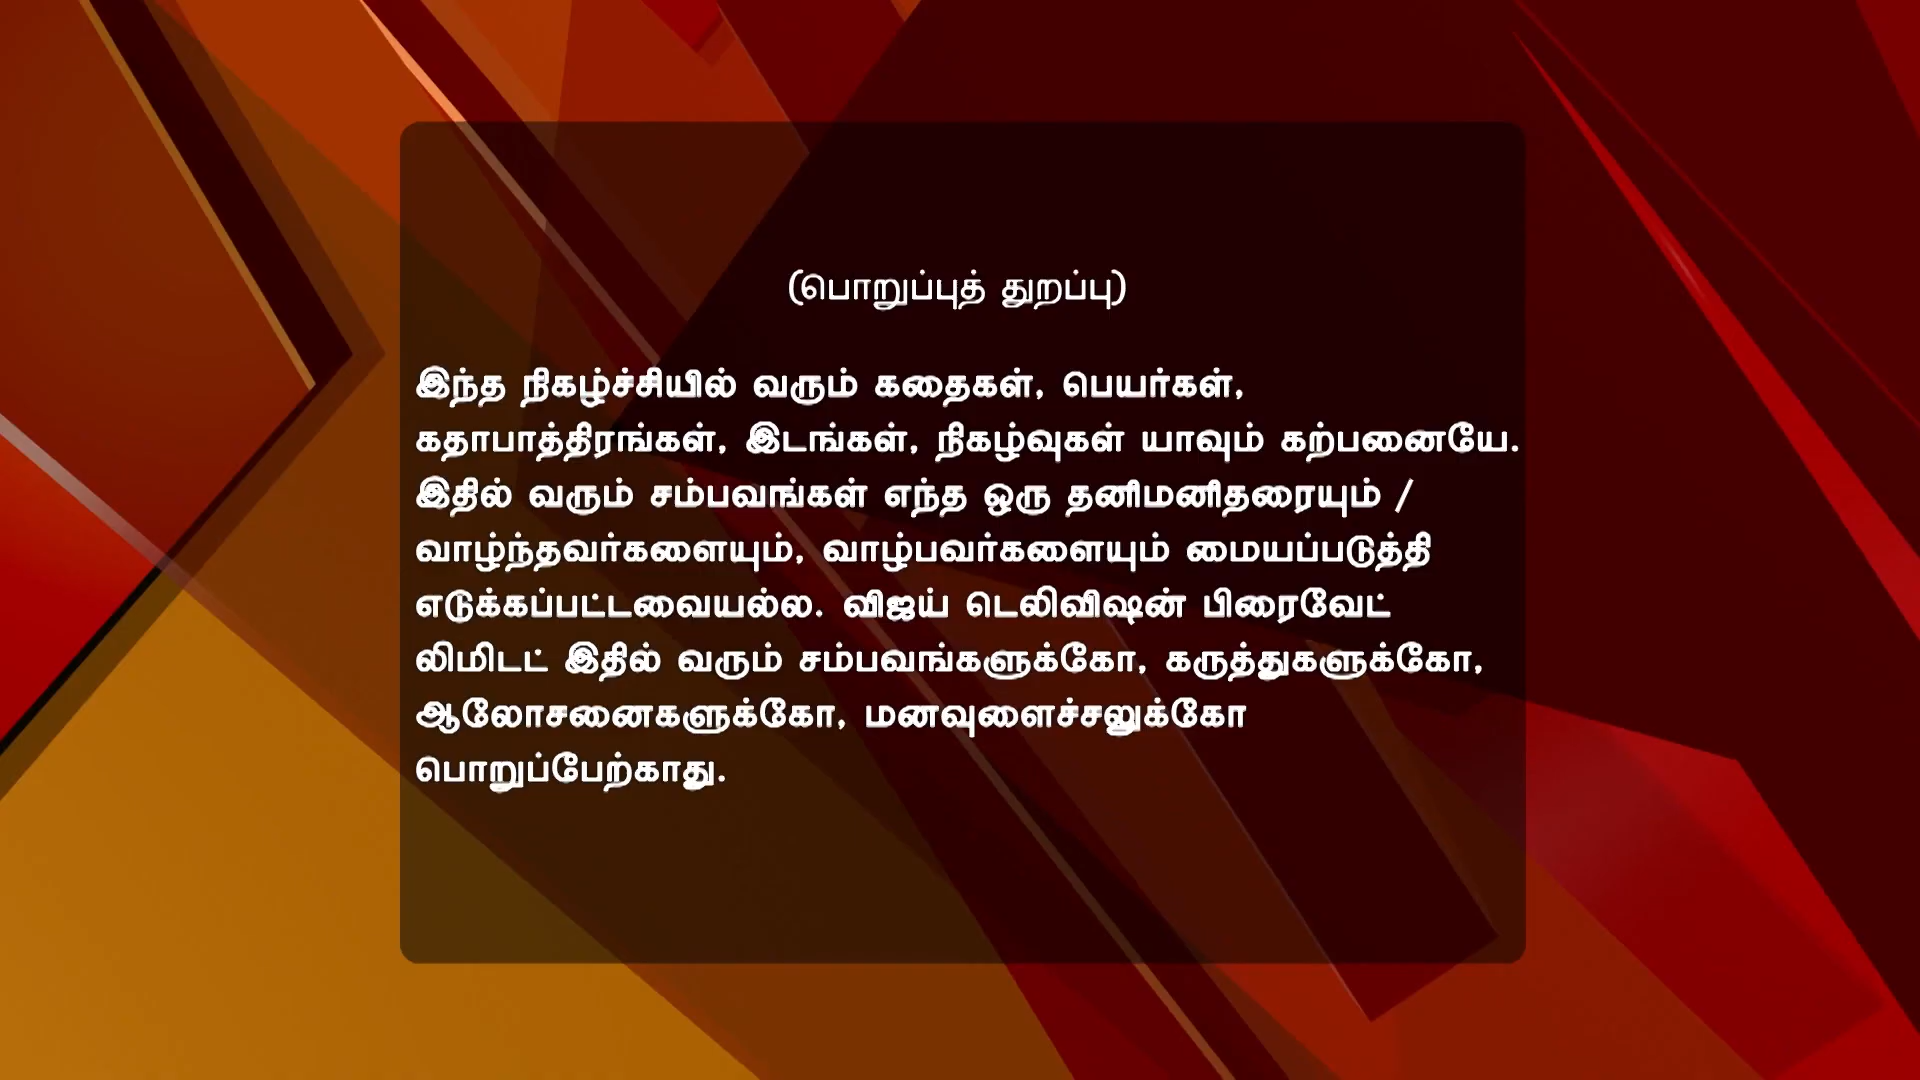 (பொறுப்புத் துறப்பு)
இந்த நிகழ்ச்சியில் வரும் கதைகள், பெயர்கள்,
கதாபாத்திரங்கள், இடங்கள், நிகழ்வுகள் யாவும் கற்பனையே.
இதில் வரும் சம்பவங்கள் எந்த ஒரு தனிமனிதரையும் /
வாழ்ந்தவர்களையும், வாழ்பவர்களையும் மையப்படுத்தி
எடுக்கப்பட்டவையல்ல. விஜய் டெலிவிஷன் பிரைவேட்
லிமிடட் இதில் வரும் சம்பவங்களுக்கோ, கருத்துகளுக்கோ,
ஆலோசனைகளுக்கோ, மனவுளைச்சலுக்கோ
பொறுப்பேற்காது.